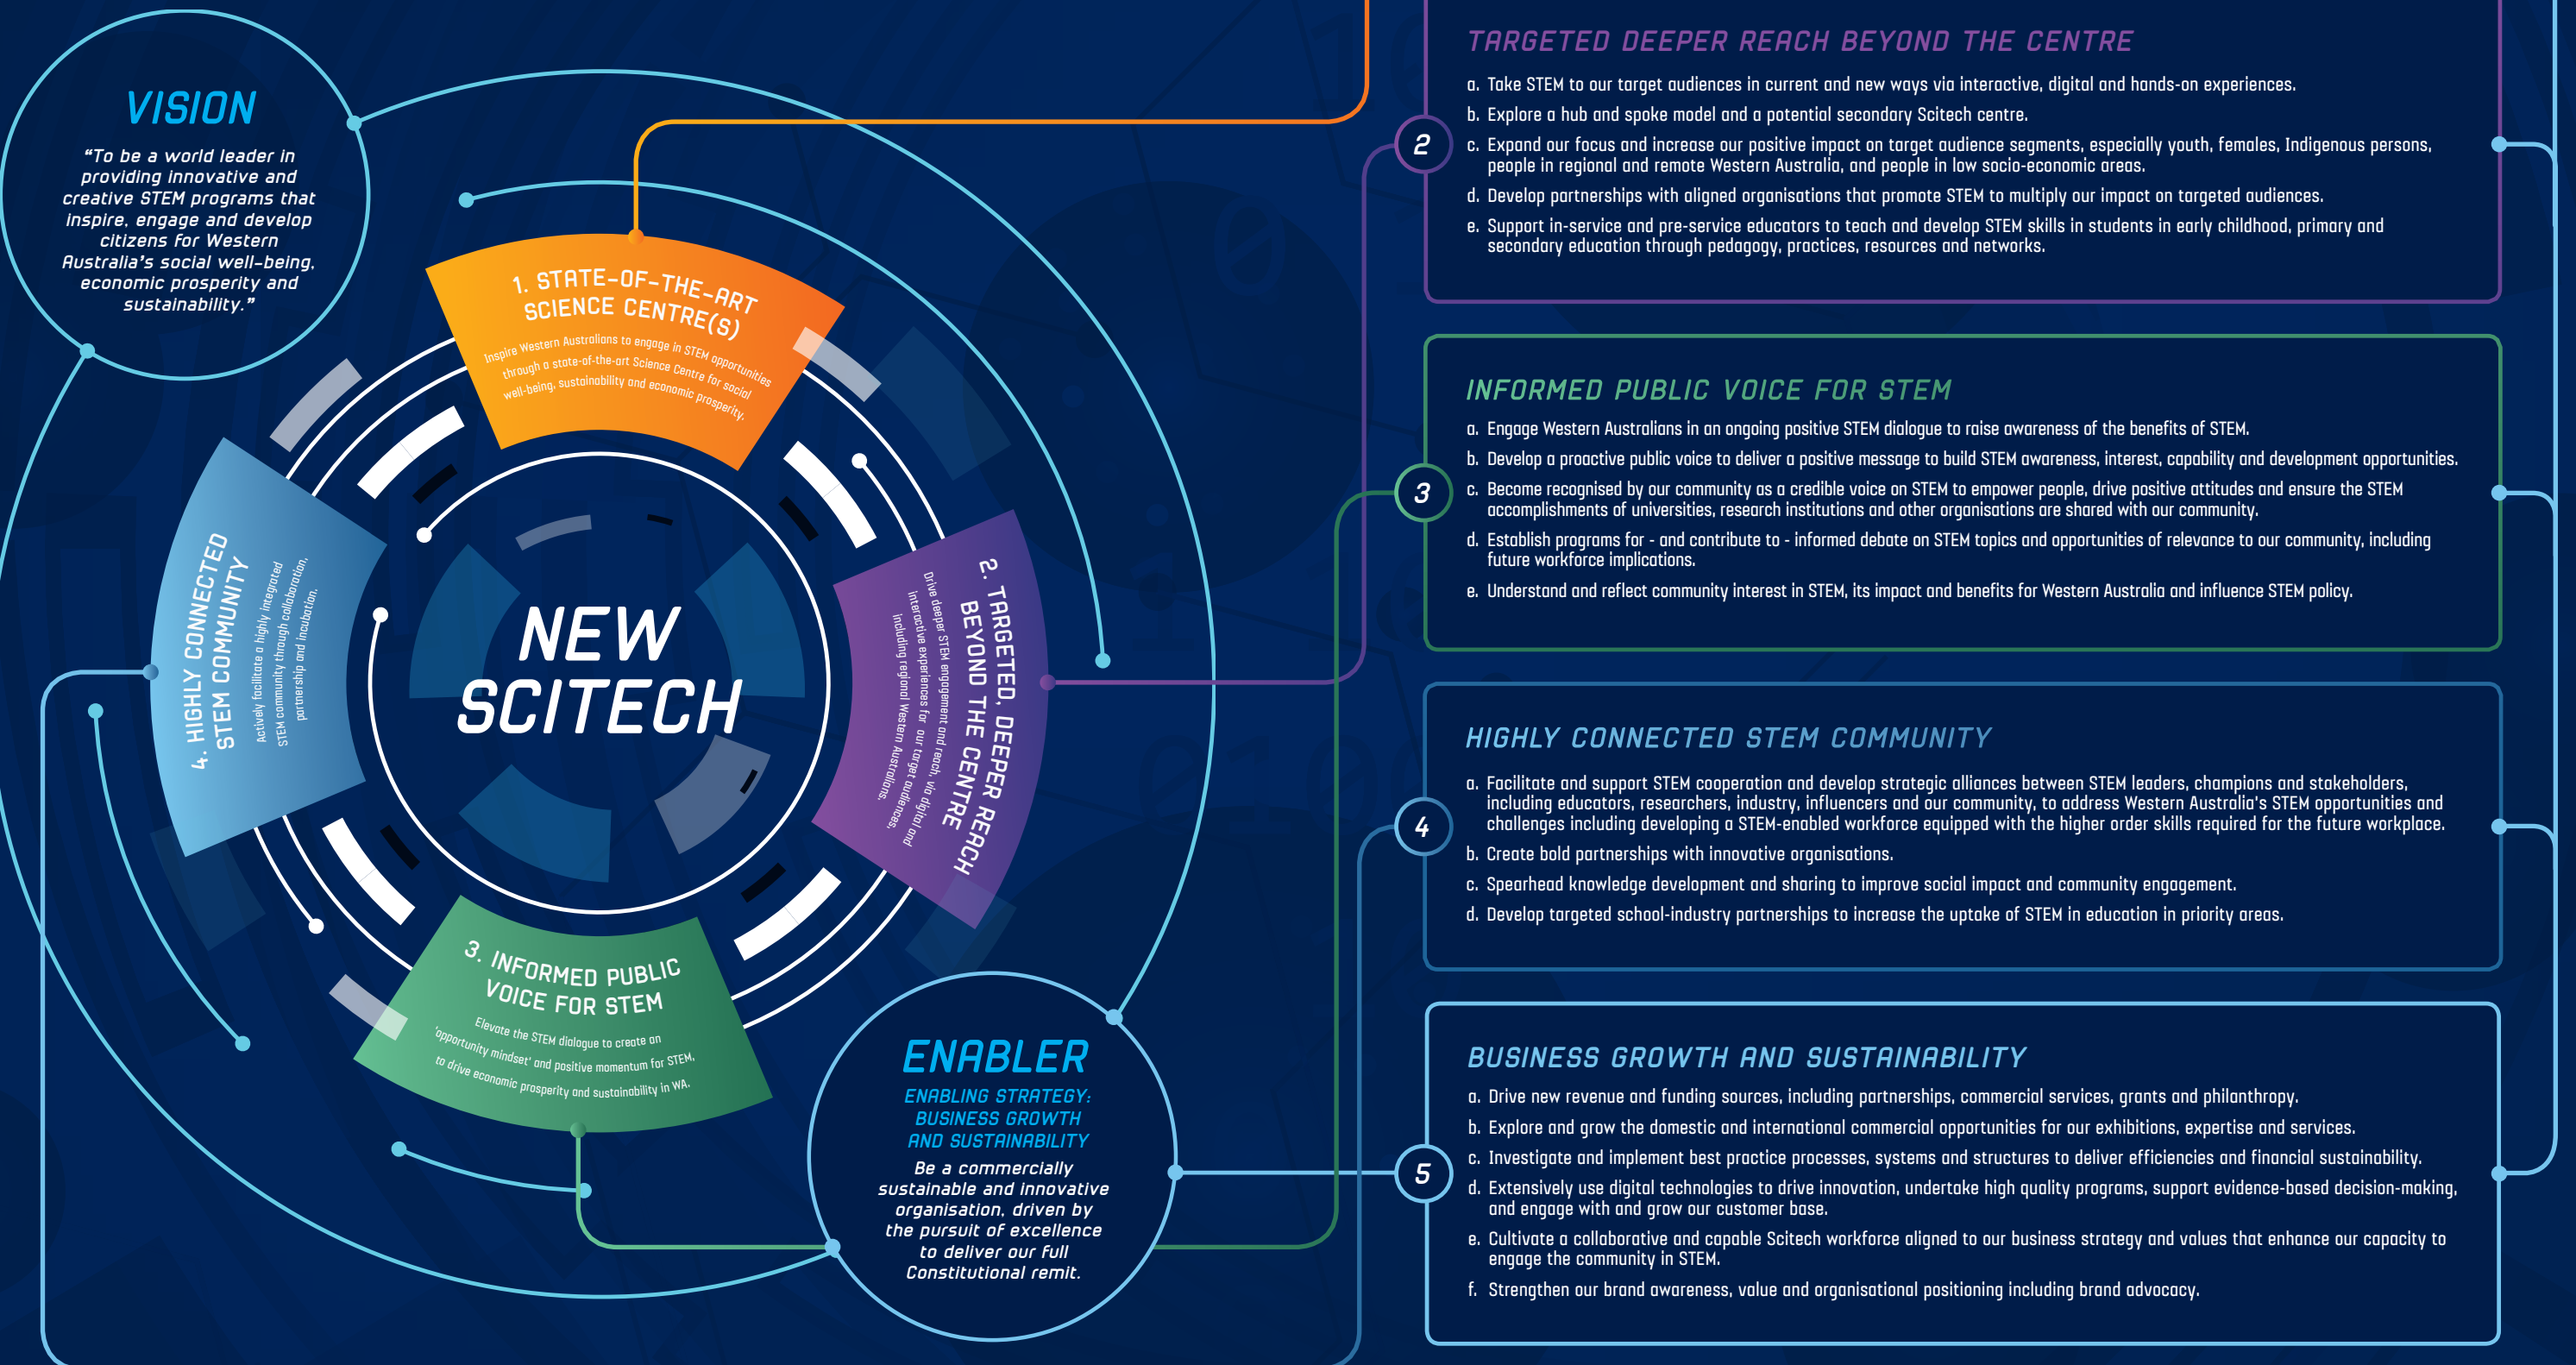 VISION
“To be a world leader in
providing innovative and
creative STEM programs that
inspire, engage and develop
citizens for Western
Australia’s social well-being,
economic prosperity and
sustainability.”
1. STATE-OF-THE-ART
SCIENCE CENTRE(S)
Inspire Western Australians to engage in STEM opportunities
through a state-of-the-art Science Centre for social
well-being, sustainability and economic prosperity.
2. TARGETED, DEEPER REACH
BEYOND THE CENTRE
Drive deeper STEM engagement and reach, via digital and
interactive experiences for our target audiences,
including regional Western Australians.
3. INFORMED PUBLIC
VOICE FOR STEM
Elevate the STEM dialogue to create an
'opportunity mindset' and positive momentum for STEM,
to drive economic prosperity and sustainability in WA.
4. HIGHLY CONNECTED
STEM COMMUNITY
Actively facilitate a highly integrated
STEM community through collaboration,
partnership and incubation.
NEW
SCITECH
ENABLER
ENABLING STRATEGY:
BUSINESS GROWTH
AND SUSTAINABILITY
Be a commercially
sustainable and innovative
organisation, driven by
the pursuit of excellence
to deliver our full
Constitutional remit.
2
TARGETED DEEPER REACH BEYOND THE CENTRE
a. Take STEM to our target audiences in current and new ways via interactive, digital and hands-on experiences.
b. Explore a hub and spoke model and a potential secondary Scitech centre.
c. Expand our focus and increase our positive impact on target audience segments, especially youth, females, Indigenous persons,
people in regional and remote Western Australia, and people in low socio-economic areas.
d. Develop partnerships with aligned organisations that promote STEM to multiply our impact on targeted audiences.
e. Support in-service and pre-service educators to teach and develop STEM skills in students in early childhood, primary and
secondary education through pedagogy, practices, resources and networks.
3
INFORMED PUBLIC VOICE FOR STEM
a. Engage Western Australians in an ongoing positive STEM dialogue to raise awareness of the benefits of STEM.
b. Develop a proactive public voice to deliver a positive message to build STEM awareness, interest, capability and development opportunities.
c. Become recognised by our community as a credible voice on STEM to empower people, drive positive attitudes and ensure the STEM
accomplishments of universities, research institutions and other organisations are shared with our community.
d. Establish programs for - and contribute to - informed debate on STEM topics and opportunities of relevance to our community, including
future workforce implications.
e. Understand and reflect community interest in STEM, its impact and benefits for Western Australia and influence STEM policy.
4
HIGHLY CONNECTED STEM COMMUNITY
a. Facilitate and support STEM cooperation and develop strategic alliances between STEM leaders, champions and stakeholders,
including educators, researchers, industry, influencers and our community, to address Western Australia's STEM opportunities and
challenges including developing a STEM-enabled workforce equipped with the higher order skills required for the future workplace.
b. Create bold partnerships with innovative organisations.
c. Spearhead knowledge development and sharing to improve social impact and community engagement.
d. Develop targeted school-industry partnerships to increase the uptake of STEM in education in priority areas.
5
BUSINESS GROWTH AND SUSTAINABILITY
a. Drive new revenue and funding sources, including partnerships, commercial services, grants and philanthropy.
b. Explore and grow the domestic and international commercial opportunities for our exhibitions, expertise and services.
c. Investigate and implement best practice processes, systems and structures to deliver efficiencies and financial sustainability.
d. Extensively use digital technologies to drive innovation, undertake high quality programs, support evidence-based decision-making,
and engage with and grow our customer base.
e. Cultivate a collaborative and capable Scitech workforce aligned to our business strategy and values that enhance our capacity to
engage the community in STEM.
f. Strengthen our brand awareness, value and organisational positioning including brand advocacy.